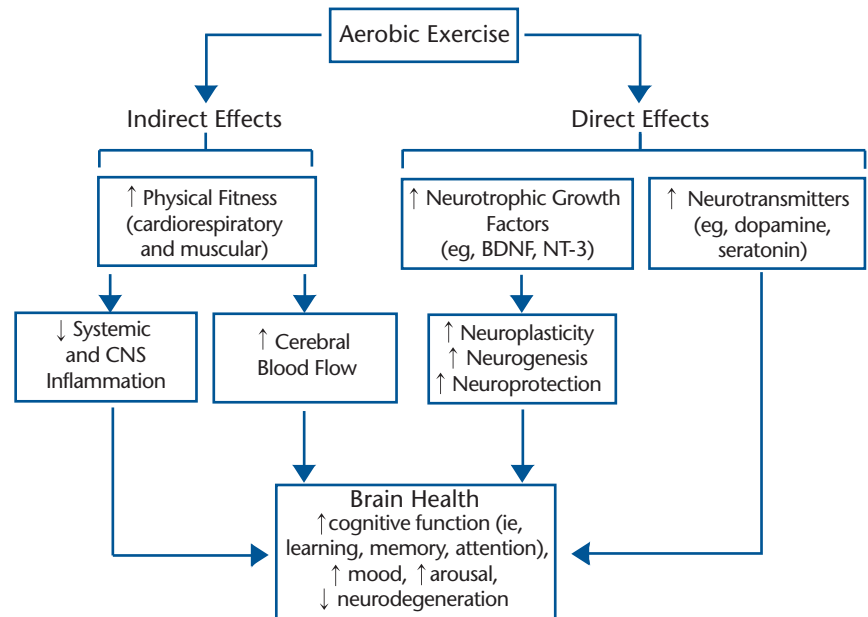 Aerobic Exercise
Indirect Effects
Direct Effects
↑ Physical Fitness
(cardiorespiratory
and muscular)
↑ Neurotrophic Growth
Factors
(eg, BDNF, NT-3)
↑ Neurotransmitters
(eg, dopamine,
seratonin)
↓ Systemic
and CNS
Inflammation
↑ Cerebral
Blood Flow
↑ Neuroplasticity
↑ Neurogenesis
↑ Neuroprotection
Brain Health
↑cognitive function (ie,
learning, memory, attention),
↑ mood, ↑arousal,
↓ neurodegeneration